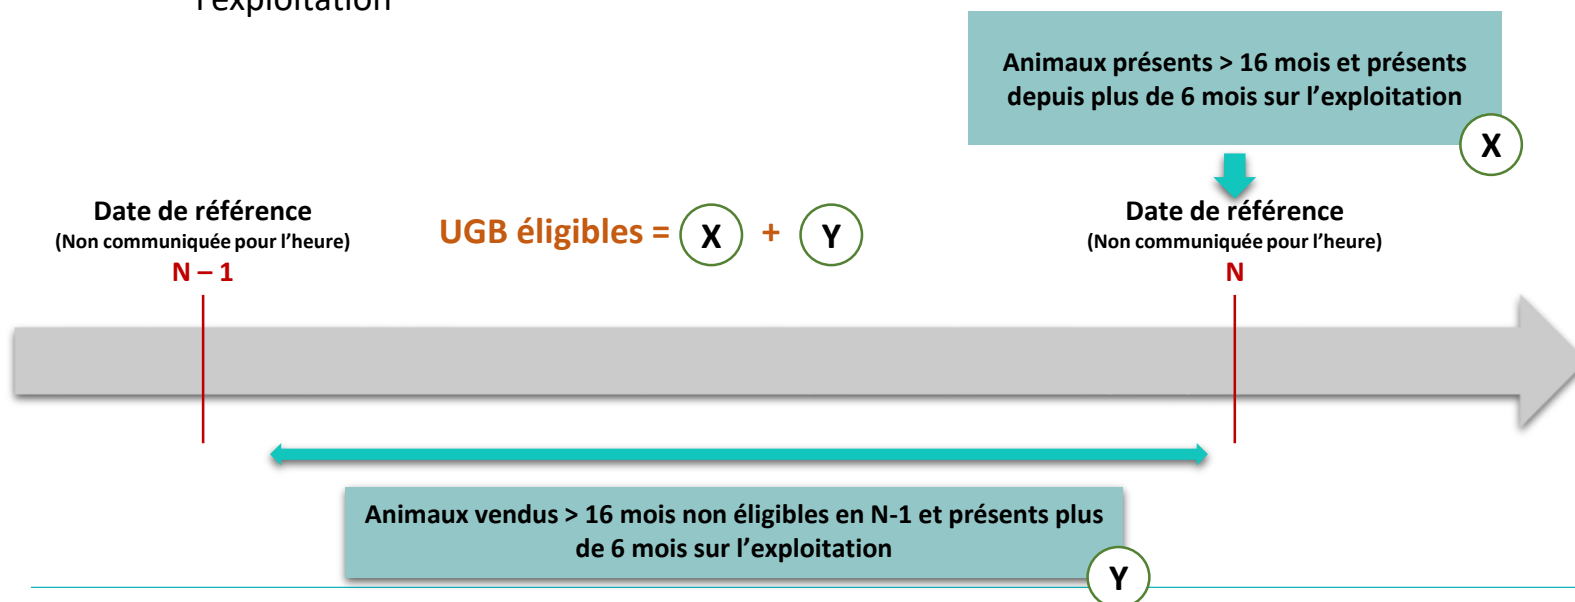 l'exploitation
Animaux présents > 16 mois et présents
depuis plus de 6 mois sur l’exploitation
X
Date de référence
(Non communiquée pour l’heure)
N – 1
UGB éligibles = X + Y
Date de référence
(Non communiquée pour l’heure)
N
Animaux vendus > 16 mois non éligibles en N-1 et présents plus
de 6 mois sur l’exploitation
Y